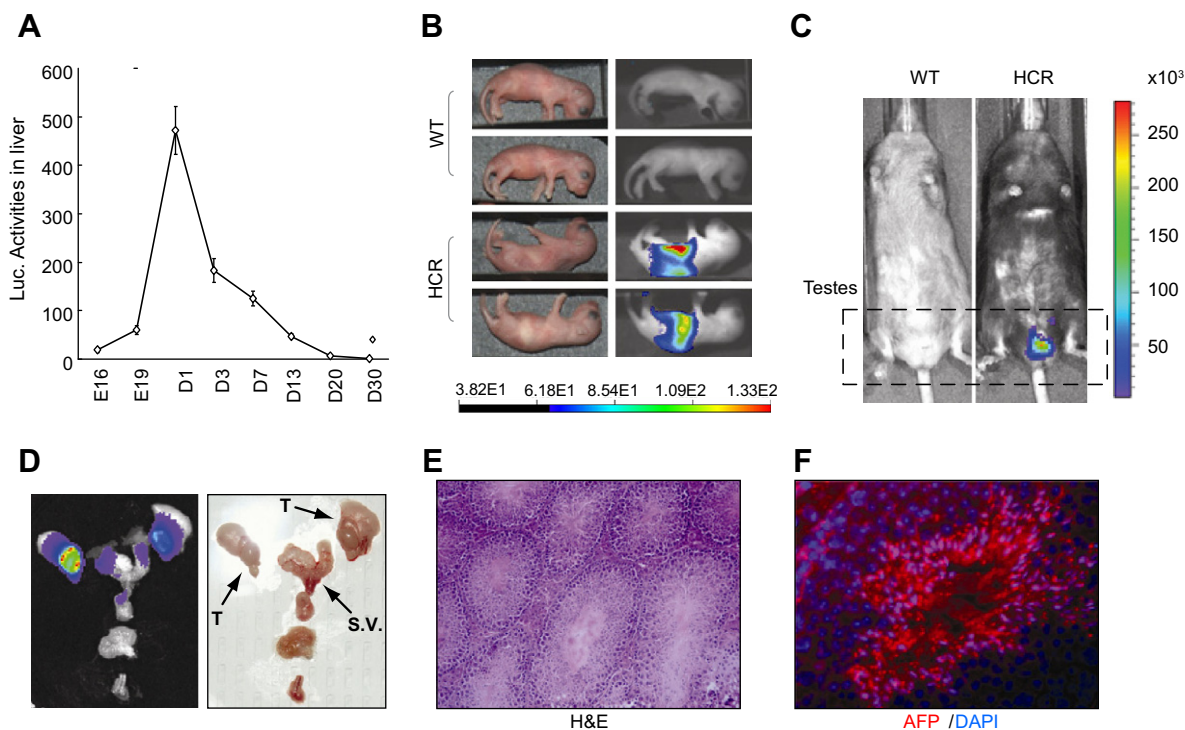 A
Luc. Activities in liver
600
500
400
300
200
100
0
E16
E19
D1
D3
D7
D13
D20
D30
B
WT
HCR
3.82E1 6.18E1 8.54E1 1.09E2 1.33E2
C
WT HCR
x10³
250
200
150
100
50
Testes
D
T
T
S.V.
E
H&E
F
AFP /DAPI